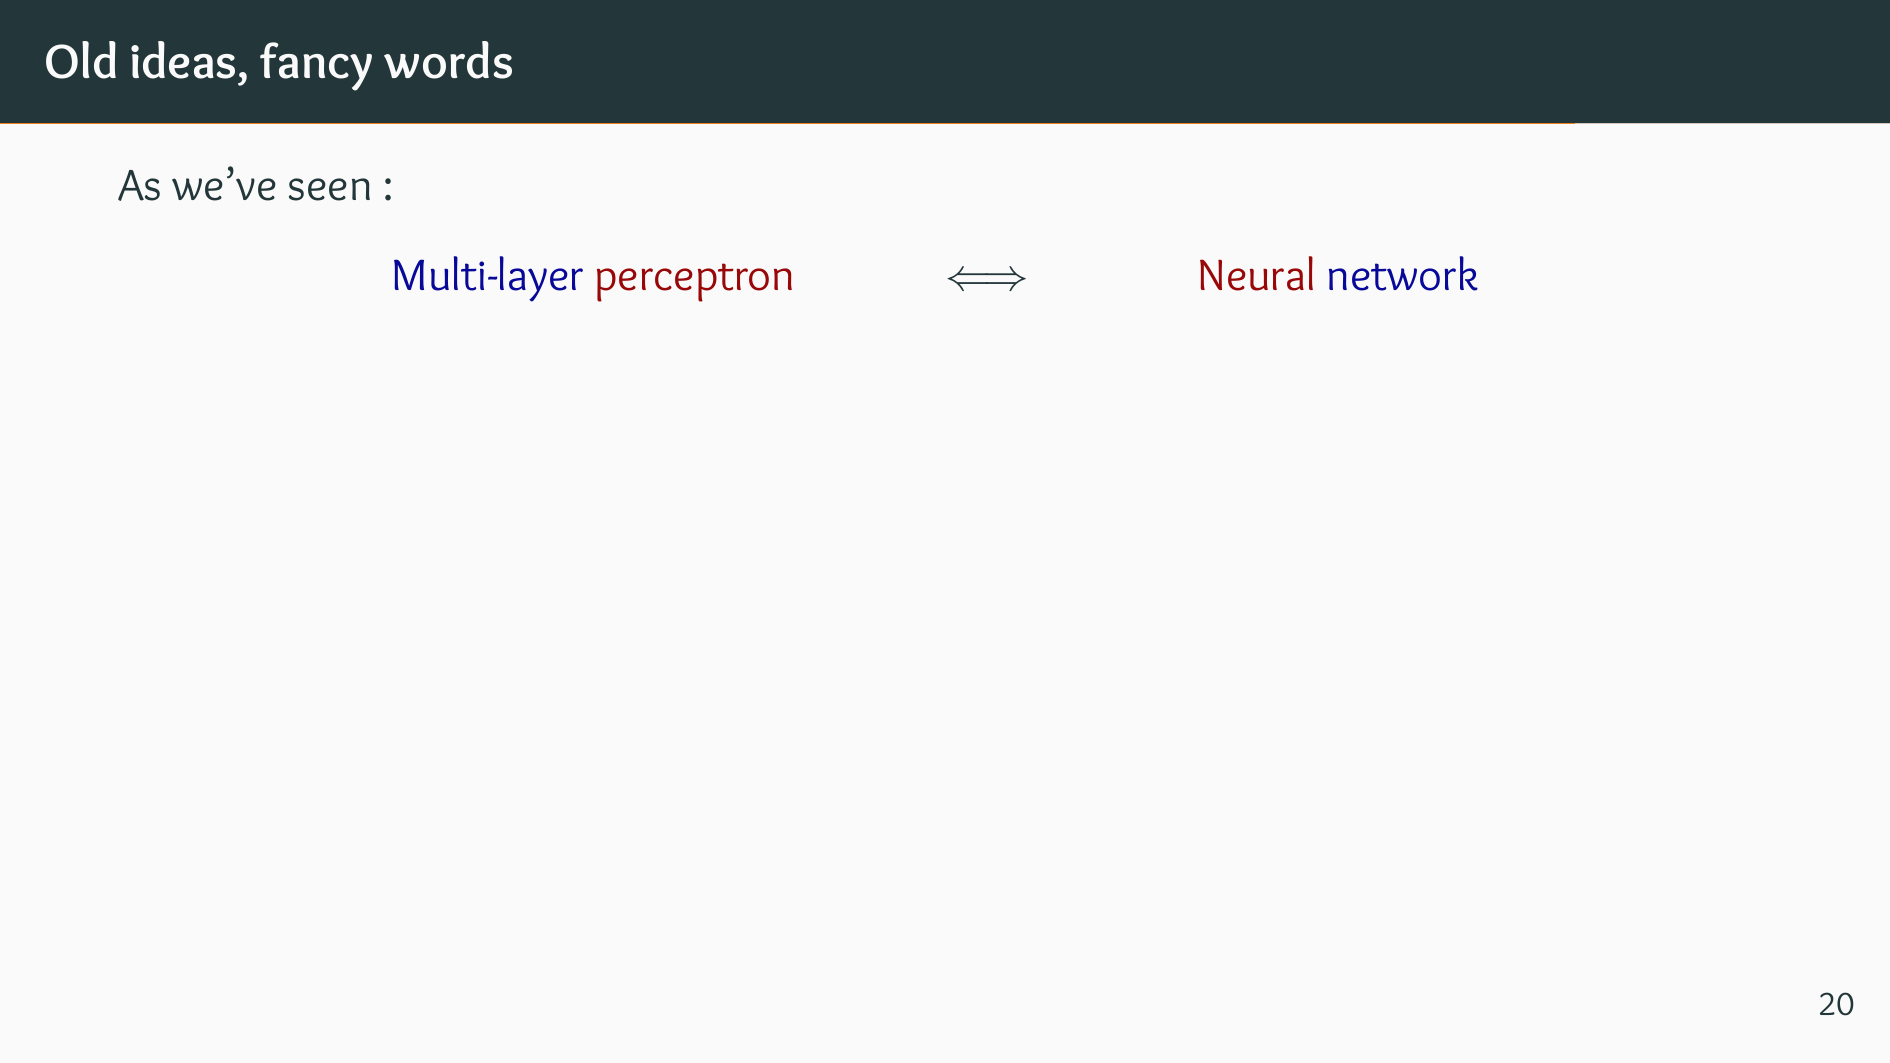 Old ideas, fancy words
As we’ve seen :
Multi-layer perceptron ⟺ Neural network
20